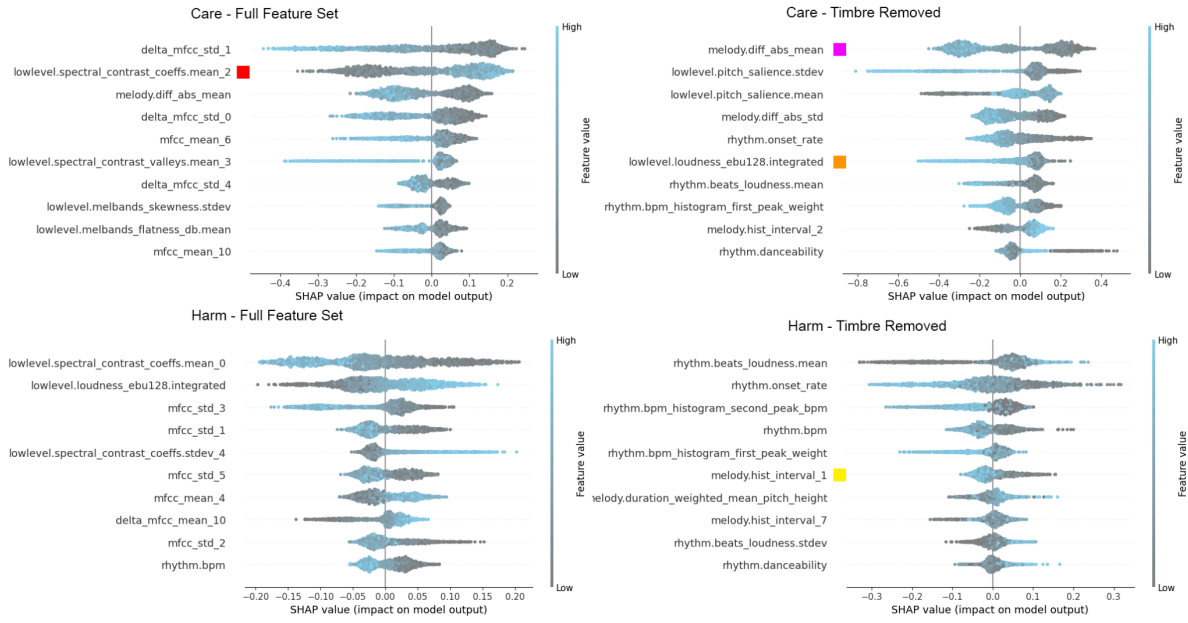 Care - Full Feature Set
High
delta_mfcc_std_1
lowlevel.spectral_contrast_coeffs.mean_2
melody.diff_abs_mean
delta_mfcc_std_0
mfcc_mean_6
lowlevel.spectral_contrast_valleys.mean_3
delta_mfcc_std_4
lowlevel.melbands_skewness.stdev
lowlevel.melbands_flatness_db.mean
mfcc_mean_10
Feature value
Low
−0.4 −0.3 −0.2 −0.1 0.0 0.1 0.2
SHAP value (impact on model output)
Care - Timbre Removed
High
melody.diff_abs_mean
lowlevel.pitch_salience.stdev
lowlevel.pitch_salience.mean
melody.diff_abs_std
rhythm.onset_rate
lowlevel.loudness_ebu128.integrated
rhythm.beats_loudness.mean
rhythm.bpm_histogram_first_peak_weight
melody.hist_interval_2
rhythm.danceability
Feature value
Low
−0.8 −0.6 −0.4 −0.2 0.0 0.2 0.4
SHAP value (impact on model output)
Harm - Full Feature Set
High
lowlevel.spectral_contrast_coeffs.mean_0
lowlevel.loudness_ebu128.integrated
mfcc_std_3
mfcc_std_1
lowlevel.spectral_contrast_coeffs.stdev_4
mfcc_std_5
mfcc_mean_4
delta_mfcc_mean_10
mfcc_std_2
rhythm.bpm
Feature value
Low
−0.20 −0.15 −0.10 −0.05 0.00 0.05 0.10 0.15 0.20
SHAP value (impact on model output)
Harm - Timbre Removed
High
rhythm.beats_loudness.mean
rhythm.onset_rate
rhythm.bpm_histogram_second_peak_bpm
rhythm.bpm
rhythm.bpm_histogram_first_peak_weight
melody.hist_interval_1
nelody.duration_weighted_mean_pitch_height
melody.hist_interval_7
rhythm.beats_loudness.stdev
rhythm.danceability
Feature value
Low
−0.3 −0.2 −0.1 0.0 0.1 0.2 0.3
SHAP value (impact on model output)